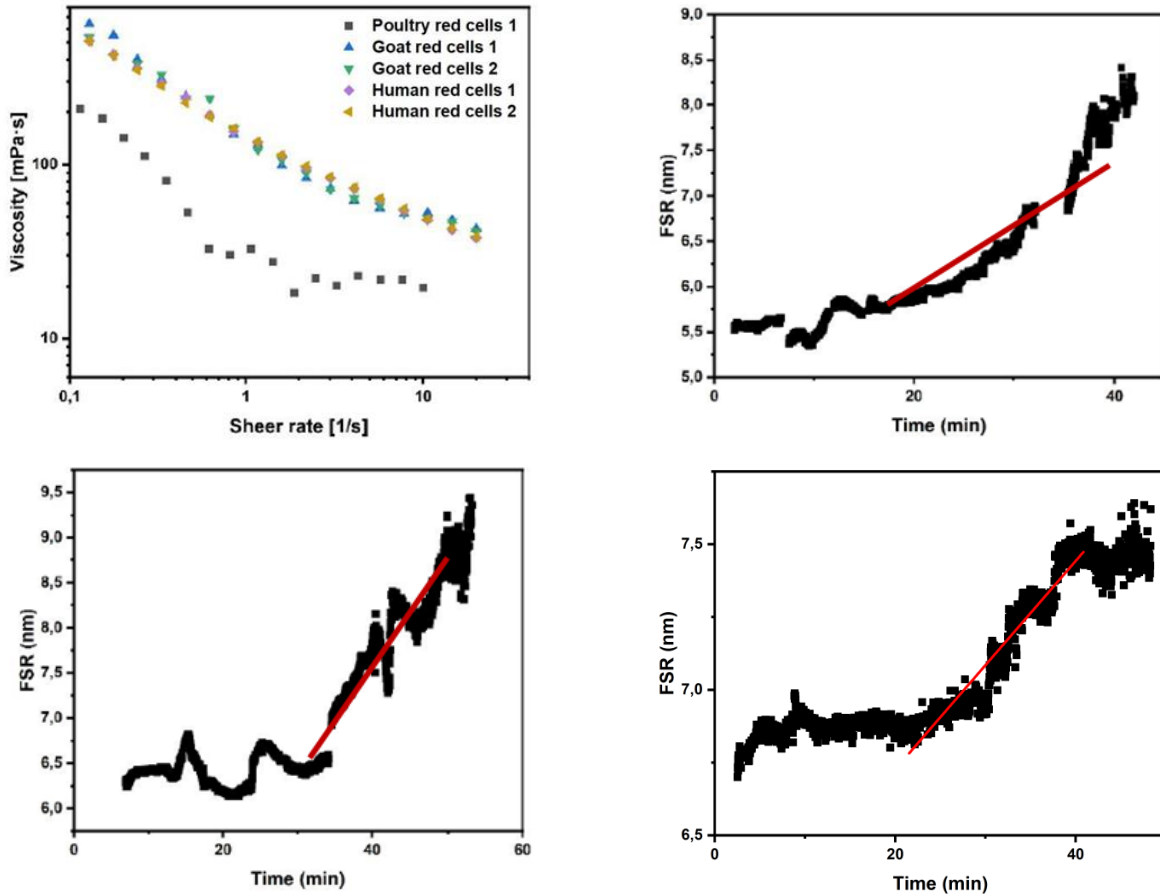 Poultry red cells 1
Goat red cells 1
Goat red cells 2
Human red cells 1
Human red cells 2
Viscosity [mPa·s]
100
10
0,1
1
10
Sheer rate [1/s]
FSR (nm)
9,0
8,5
8,0
7,5
7,0
6,5
6,0
5,5
5,0
0
20
40
Time (min)
FSR (nm)
9,5
9,0
8,5
8,0
7,5
7,0
6,5
6,0
0
20
40
60
Time (min)
FSR (nm)
7,5
7,0
6,5
0
20
40
Time (min)